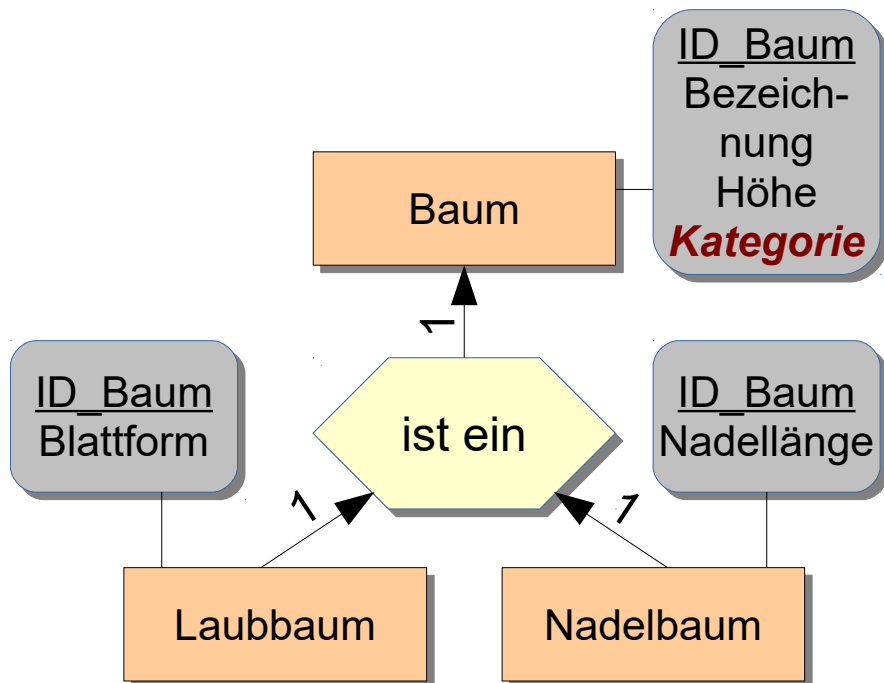 ID_Baum
Bezeich-
nung
Höhe
Kategorie
Baum
1
ID_Baum
Blattform
ist ein
ID_Baum
Nadellänge
1
1
Laubbaum
Nadelbaum